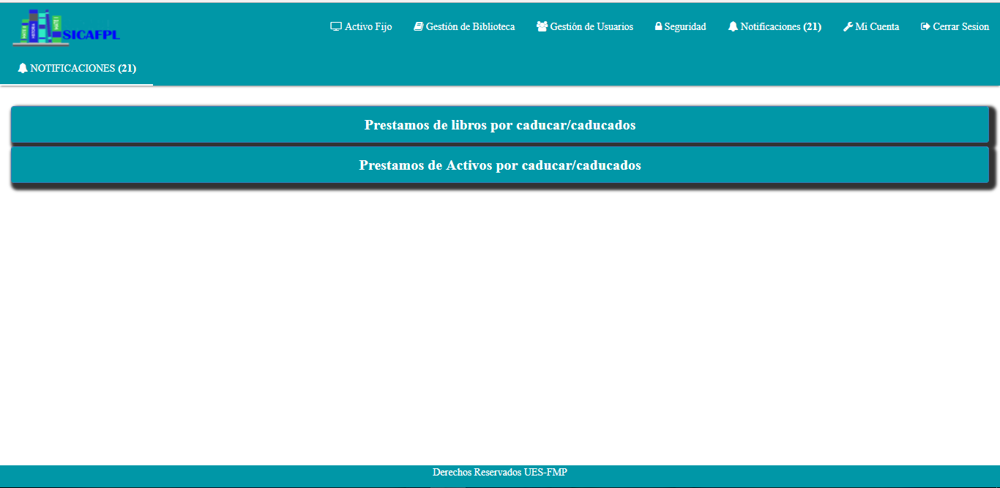 SICAFPL
HISTORIA
Activo Fijo
Gestión de Biblioteca
Gestión de Usuarios
Seguridad
Notificaciones (21)
Mi Cuenta
Cerrar Sesion
NOTIFICACIONES (21)
Prestamos de libros por caducar/caducados
Prestamos de Activos por caducar/caducados
Derechos Reservados UES-FMP